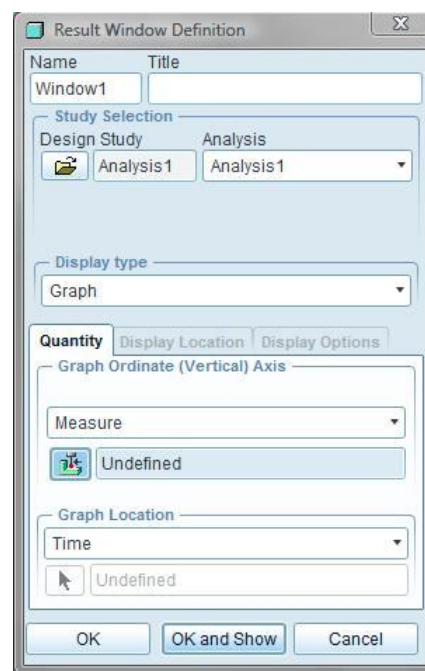 Result Window Definition
Name Title
Window1
Study Selection
Design Study Analysis
Analysis1 Analysis1
Display type
Graph
Quantity Display Location Display Options
Graph Ordinate (Vertical) Axis
Measure
Undefined
Graph Location
Time
Undefined
OK OK and Show Cancel